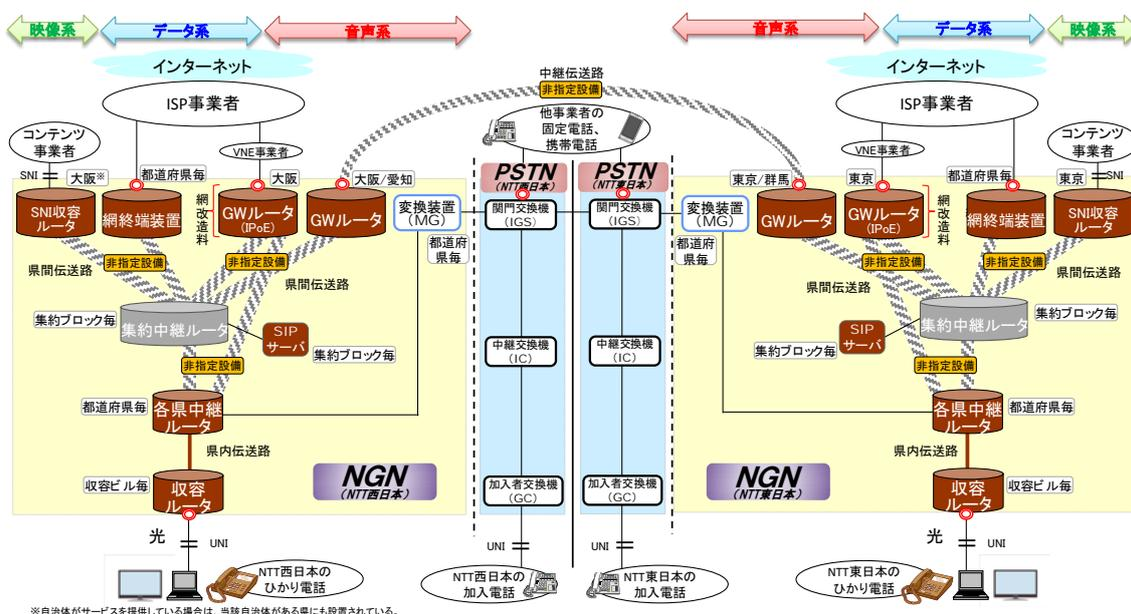 映像系
データ系
音声系
音声系
データ系
映像系
インターネット
ISP事業者
コンテンツ
事業者
VNE事業者
SNI
大阪※
都道府県毎
大阪
大阪/愛知
SNI収容
ルータ
網終端装置
網改造料
GWルータ
(IPoE)
GWルータ
変換装置
(MG)
都道府
県毎
県間伝送路
非指定設備
非指定設備
県間伝送路
集約中継ルータ
集約ブロック毎
SIP
サーバ
集約ブロック毎
非指定設備
都道府県毎
各県中継
ルータ
県内伝送路
収容ビル毎
収容
ルータ
NGN
(NTT西日本)
光
UNI
NTT西日本の
ひかり電話
中継伝送路
非指定設備
他事業者の
固定電話、
携帯電話
PSTN
(NTT西日本)
PSTN
(NTT東日本)
関門交換機
(IGS)
関門交換機
(IGS)
中継交換機
(IC)
中継交換機
(IC)
加入者交換機
(GC)
加入者交換機
(GC)
UNI
UNI
NTT西日本の
加入電話
NTT東日本の
加入電話
インターネット
ISP事業者
VNE事業者
コンテンツ
事業者
東京/群馬
東京
都道府県毎
東京
SNI
変換装置
(MG)
都道府
県毎
GWルータ
GWルータ
(IPoE)
網改造料
網終端装置
SNI収容
ルータ
非指定設備
非指定設備
県間伝送路
県間伝送路
集約中継ルータ
集約ブロック毎
SIP
サーバ
集約ブロック毎
非指定設備
各県中継
ルータ
都道府県毎
県内伝送路
収容
ルータ
収容ビル毎
NGN
(NTT東日本)
光
UNI
NTT東日本の
ひかり電話
※自治体がサービスを提供している場合は、当該自治体がある県にも設置されている。